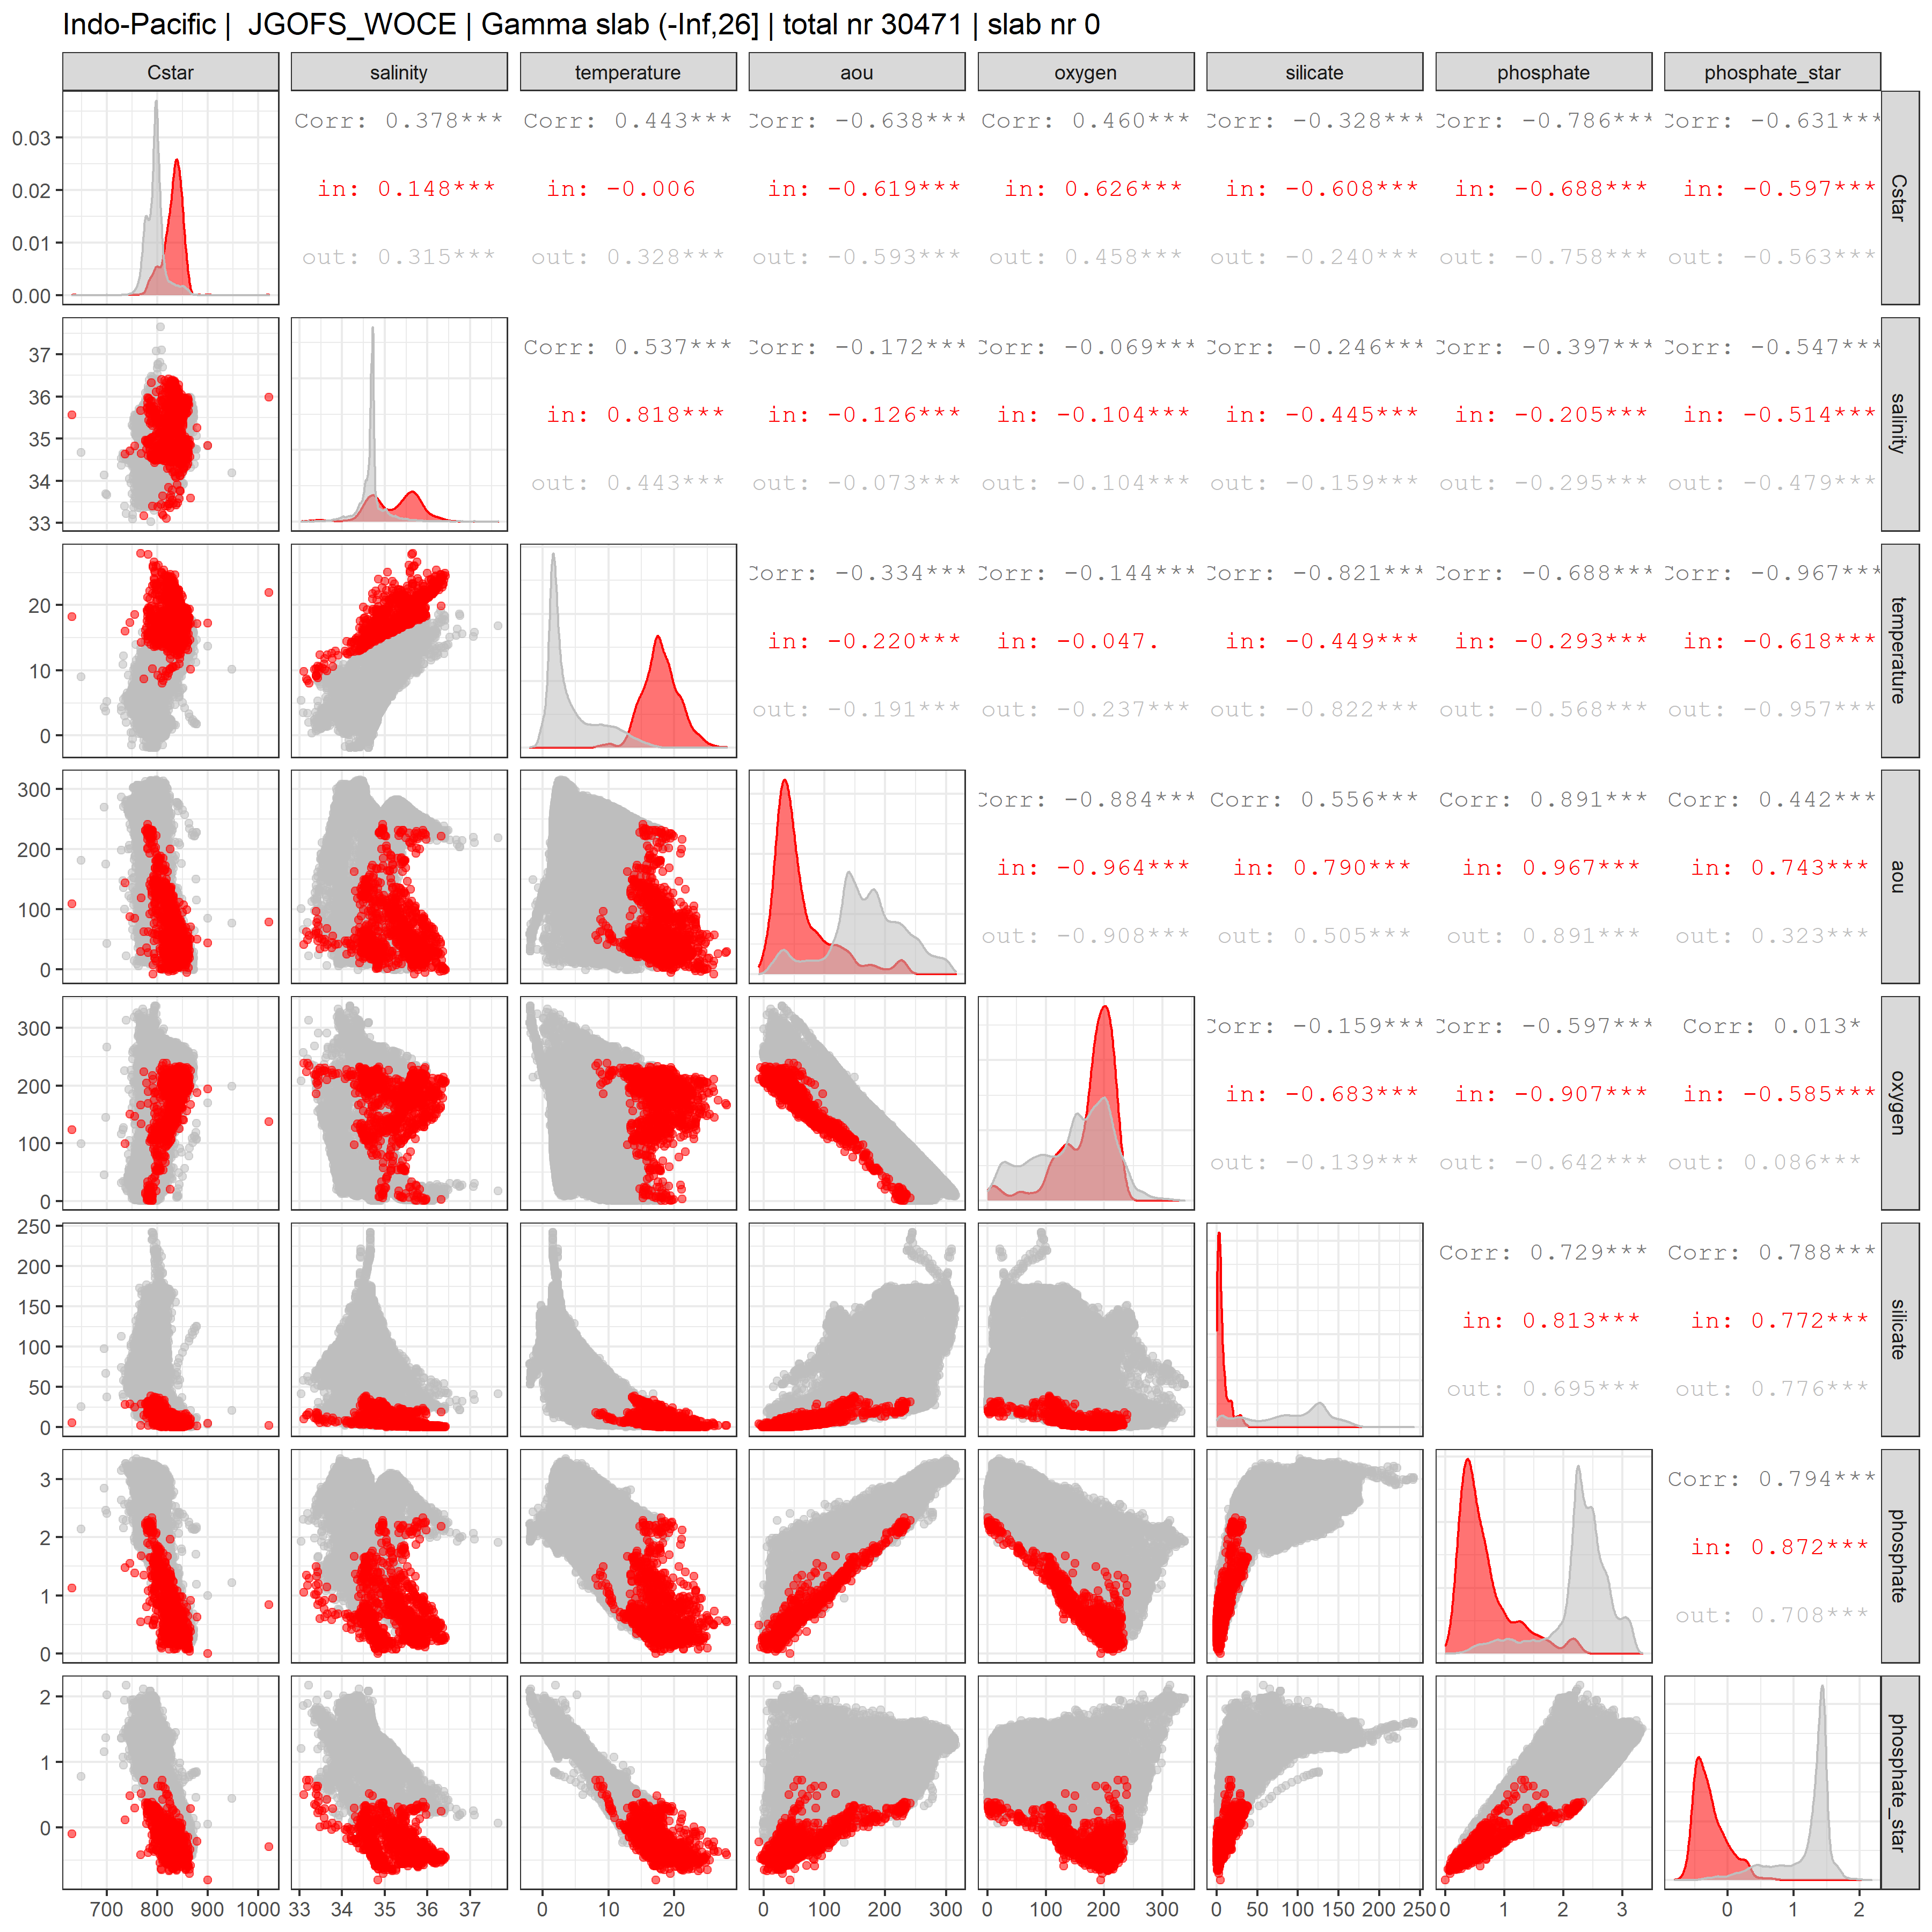 Indo-Pacific | JGOFS_WOCE | Gamma slab (-Inf,26] | total nr 30471 | slab nr 0
Cstar salinity temperature aou oxygen silicate phosphate phosphate_star
Corr: 0.378*** Corr: 0.443*** Corr: -0.638*** Corr: 0.460*** Corr: -0.328*** Corr: -0.786*** Corr: -0.631***
in: 0.148*** in: -0.006 in: -0.619*** in: 0.626*** in: -0.608*** in: -0.688*** in: -0.597***
out: 0.315*** out: 0.328*** out: -0.593*** out: 0.458*** out: -0.240*** out: -0.758*** out: -0.563***
0.03
0.02
0.01
0.00
Cstar
Corr: 0.537*** Corr: -0.172*** Corr: -0.069*** Corr: -0.246*** Corr: -0.397*** Corr: -0.547***
in: 0.818*** in: -0.126*** in: -0.104*** in: -0.445*** in: -0.205*** in: -0.514***
out: 0.443*** out: -0.073*** out: -0.104*** out: -0.159*** out: -0.295*** out: -0.479***
37
36
35
34
33
salinity
Corr: -0.334*** Corr: -0.144*** Corr: -0.821*** Corr: -0.688*** Corr: -0.967***
in: -0.220*** in: -0.047. in: -0.449*** in: -0.293*** in: -0.618***
out: -0.191*** out: -0.237*** out: -0.822*** out: -0.568*** out: -0.957***
20
10
0
temperature
Corr: -0.884*** Corr: 0.556*** Corr: 0.891*** Corr: 0.442***
in: -0.964*** in: 0.790*** in: 0.967*** in: 0.743***
out: -0.908*** out: 0.505*** out: 0.891*** out: 0.323***
300
200
100
0
aou
Corr: -0.159*** Corr: -0.597*** Corr: 0.013*
in: -0.683*** in: -0.907*** in: -0.585***
out: -0.139*** out: -0.642*** out: 0.086***
300
200
100
0
oxygen
Corr: 0.729*** Corr: 0.788***
in: 0.813*** in: 0.772***
out: 0.695*** out: 0.776***
250
200
150
100
50
0
silicate
Corr: 0.794***
in: 0.872***
out: 0.708***
3
2
1
0
phosphate
2
1
0
phosphate_star
700 800 900 1000 33 34 35 36 37 0 10 20 0 100 200 300 0 100 200 300 0 50 100 150 200 250 0 1 2 3 0 1 2